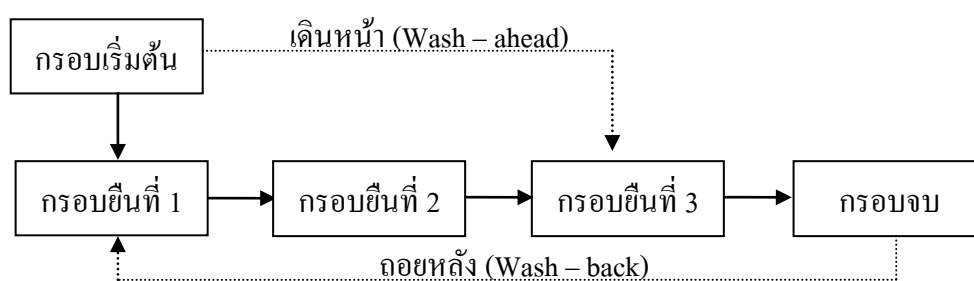 เดินหน้า (Wash – ahead)
กรอบเริ่มต้น
กรอบยืนที่ 1
กรอบยืนที่ 2
กรอบยืนที่ 3
กรอบจบ
ถอยหลัง (Wash – back)